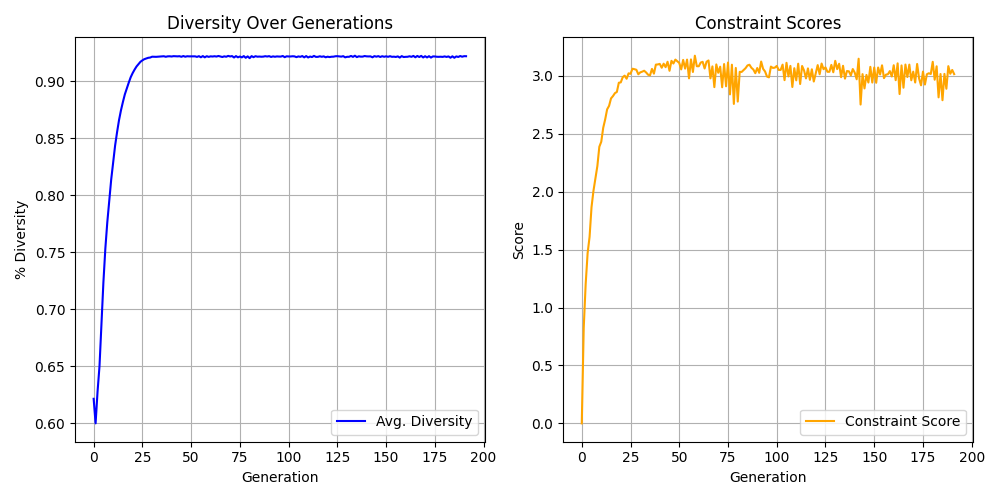 Diversity Over Generations
% Diversity
0.90
0.85
0.80
0.75
0.70
0.65
0.60
0 25 50 75 100 125 150 175 200
Generation
Avg. Diversity
Constraint Scores
Score
3.0
2.5
2.0
1.5
1.0
0.5
0.0
0 25 50 75 100 125 150 175 200
Generation
Constraint Score